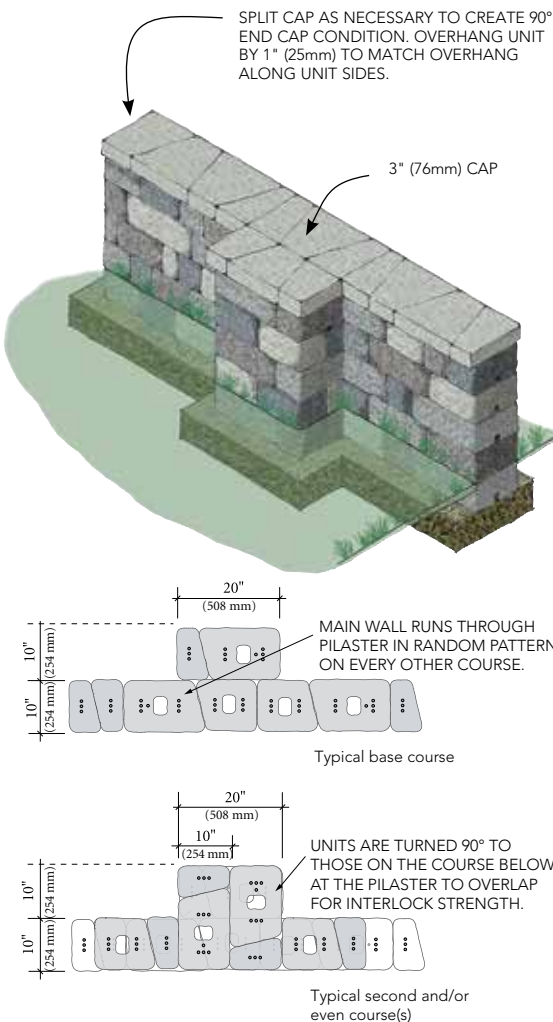 SPLIT CAP AS NECESSARY TO CREATE 90°
END CAP CONDITION. OVERHANG UNIT
BY 1" (25mm) TO MATCH OVERHANG
ALONG UNIT SIDES.
3" (76mm) CAP
20"
(508 mm)
10"
(254 mm)
10"
(254 mm)
MAIN WALL RUNS THROUGH
PILASTER IN RANDOM PATTERN
ON EVERY OTHER COURSE.
Typical base course
20"
(508 mm)
10"
(254 mm)
10"
(254 mm)
10"
(254 mm)
UNITS ARE TURNED 90° TO
THOSE ON THE COURSE BELOW
AT THE PILASTER TO OVERLAP
FOR INTERLOCK STRENGTH.
Typical second and/or
even course(s)